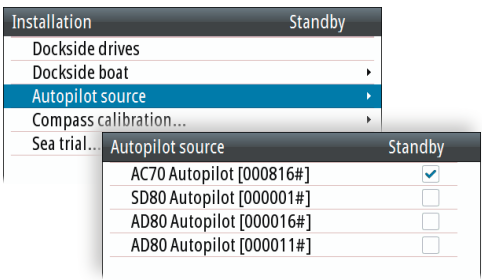 Installation Standby
Dockside drives
Dockside boat
Autopilot source
Compass calibration...
Sea trial...
Autopilot source Standby
AC70 Autopilot [000816#]
SD80 Autopilot [000001#]
AD80 Autopilot [000016#]
AD80 Autopilot [000011#]